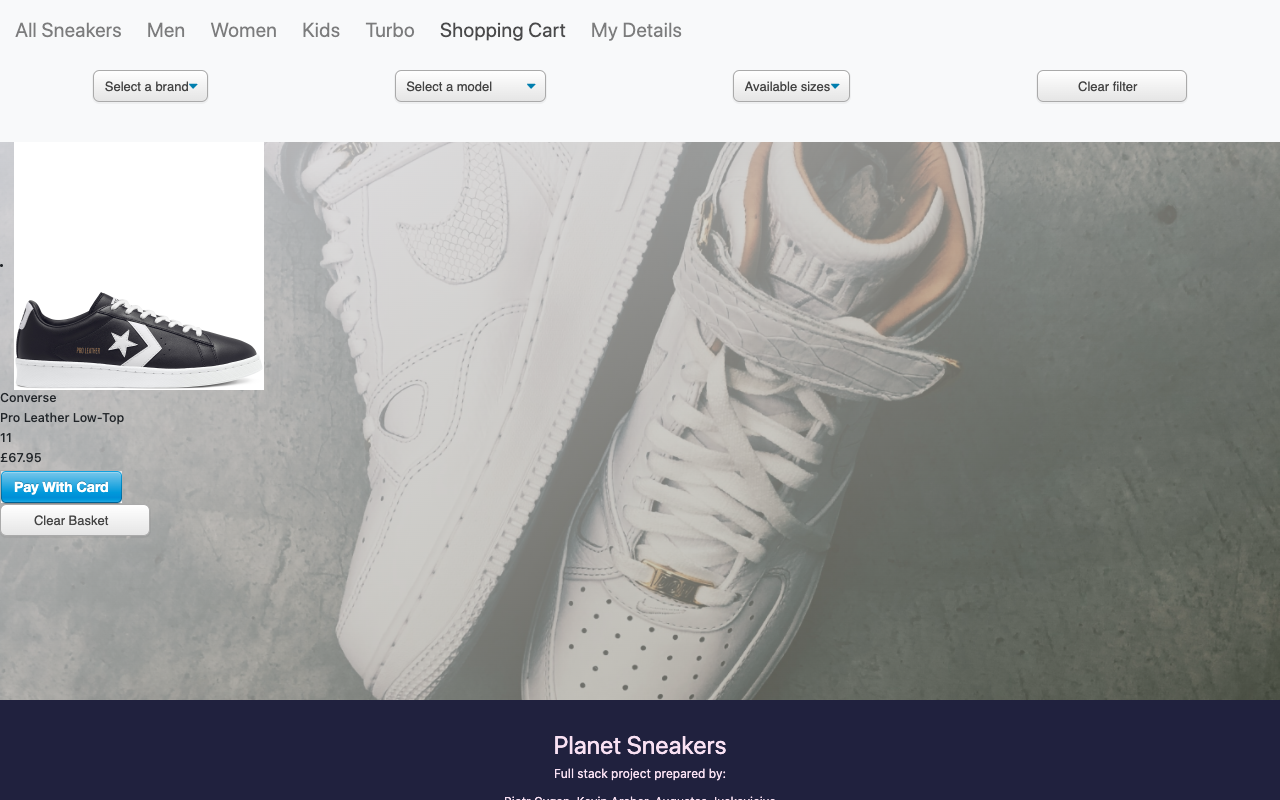 All Sneakers Men Women Kids Turbo Shopping Cart My Details
Select a brand Select a model Available sizes Clear filter
PRO LEATHER
Converse
Pro Leather Low-Top
11
£67.95
Pay With Card
Clear Basket
Planet Sneakers
Full stack project prepared by: